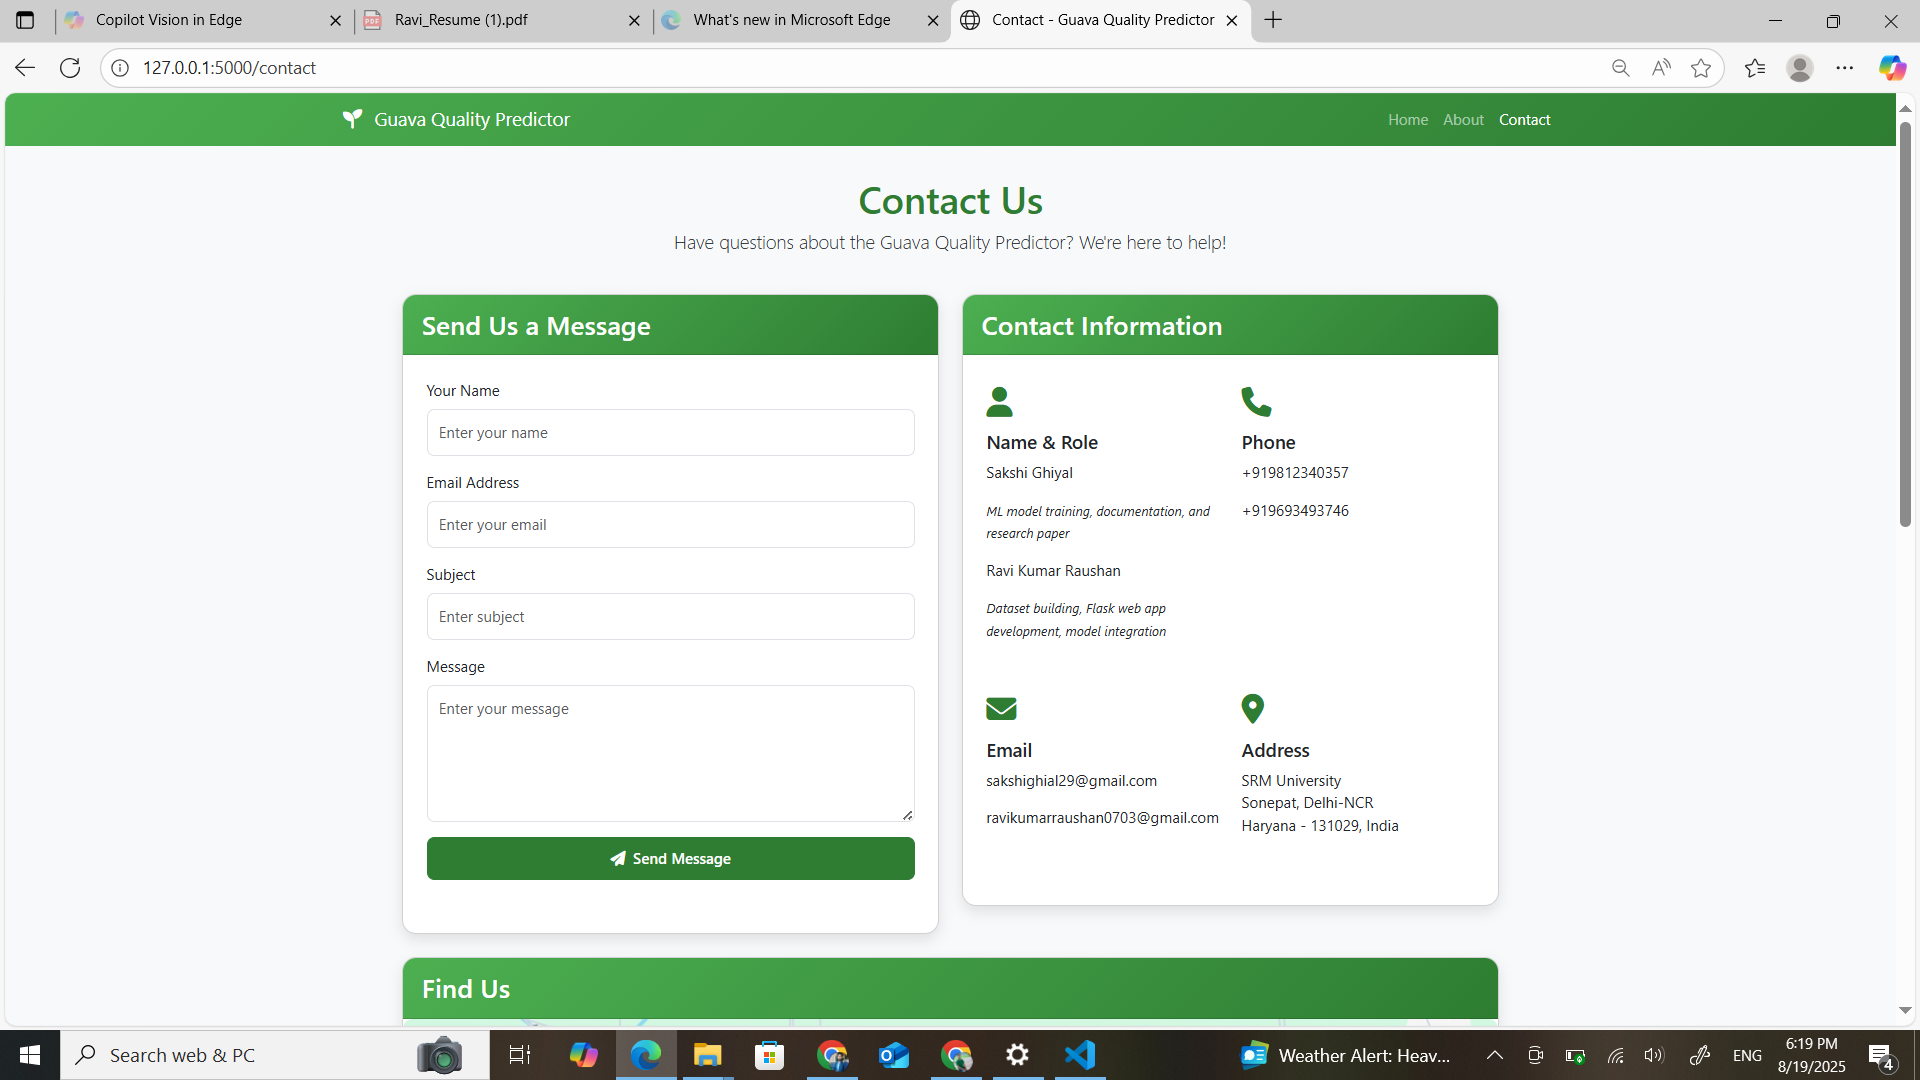 Copilot Vision in Edge
Ravi_Resume (1).pdf
What's new in Microsoft Edge
Contact - Guava Quality Predictor
127.0.0.1:5000/contact
Guava Quality Predictor
Home
About
Contact
Contact Us
Have questions about the Guava Quality Predictor? We're here to help!
Send Us a Message
Your Name
Enter your name
Email Address
Enter your email
Subject
Enter subject
Message
Enter your message
Send Message
Contact Information
Name & Role
Sakshi Ghiyal
ML model training, documentation, and
research paper
Ravi Kumar Raushan
Dataset building, Flask web app
development, model integration
Phone
+919812340357
+919693493746
Email
sakshighial29@gmail.com
ravikumarraushan0703@gmail.com
Address
SRM University
Sonepat, Delhi-NCR
Haryana - 131029, India
Find Us
Search web & PC
Weather Alert: Heav...
ENG
6:19 PM
8/19/2025
4